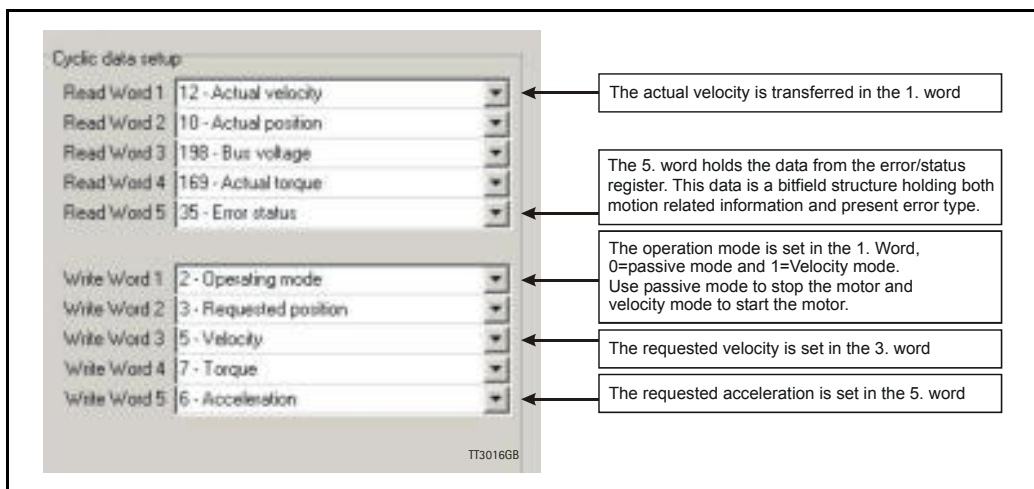 Cyclic data setup
Read Word 1 12 - Actual velocity
Read Word 2 10 - Actual position
Read Word 3 198 - Bus voltage
Read Word 4 169 - Actual torque
Read Word 5 35 - Error status
Write Word 1 2 - Operating mode
Write Word 2 3 - Requested position
Write Word 3 5 - Velocity
Write Word 4 7 - Torque
Write Word 5 6 - Acceleration
TT3016GB
The actual velocity is transferred in the 1. word
The 5. word holds the data from the error/status
register. This data is a bitfield structure holding both
motion related information and present error type.
The operation mode is set in the 1. Word,
0=passive mode and 1=Velocity mode.
Use passive mode to stop the motor and
velocity mode to start the motor.
The requested velocity is set in the 3. word
The requested acceleration is set in the 5. word